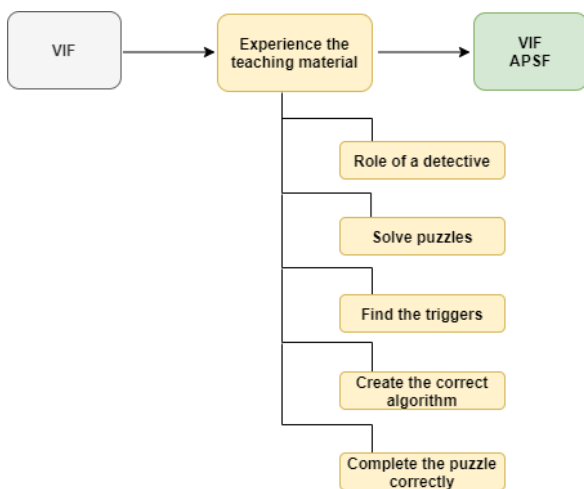 VIF
Experience the
teaching material
VIF
APSF
Role of a detective
Solve puzzles
Find the triggers
Create the correct
algorithm
Complete the puzzle
correctly